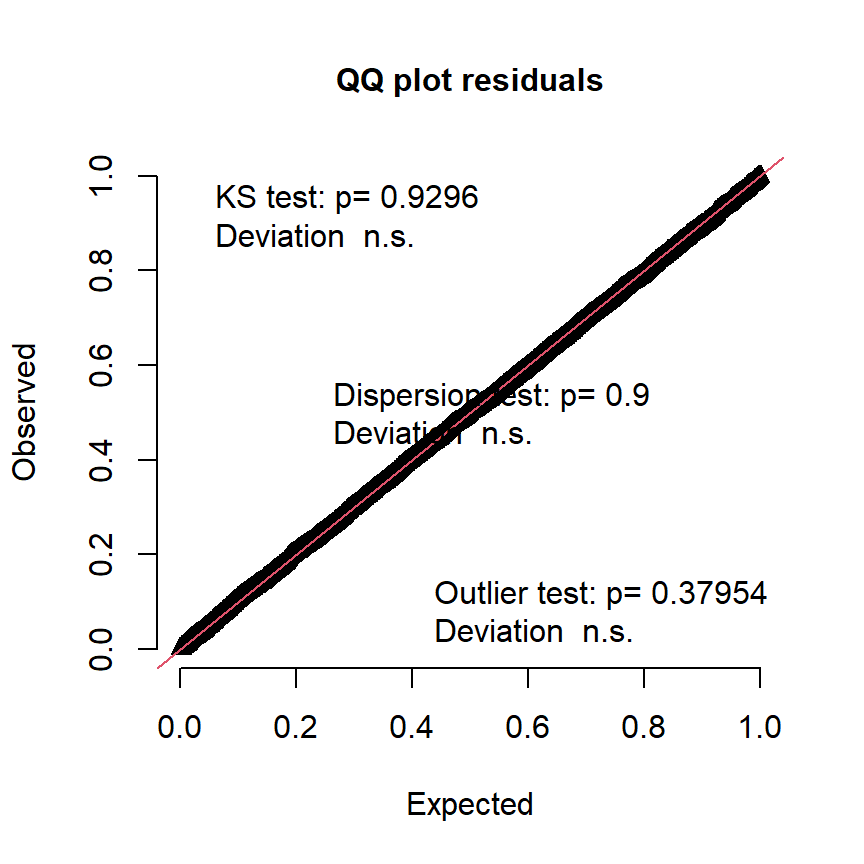 QQ plot residuals
KS test: p= 0.9296
Deviation  n.s.
Dispersion test: p= 0.9
Deviation  n.s.
Outlier test: p= 0.37954
Deviation  n.s.
Observed
1.0
0.8
0.6
0.4
0.2
0.0
0.0 0.2 0.4 0.6 0.8 1.0
Expected